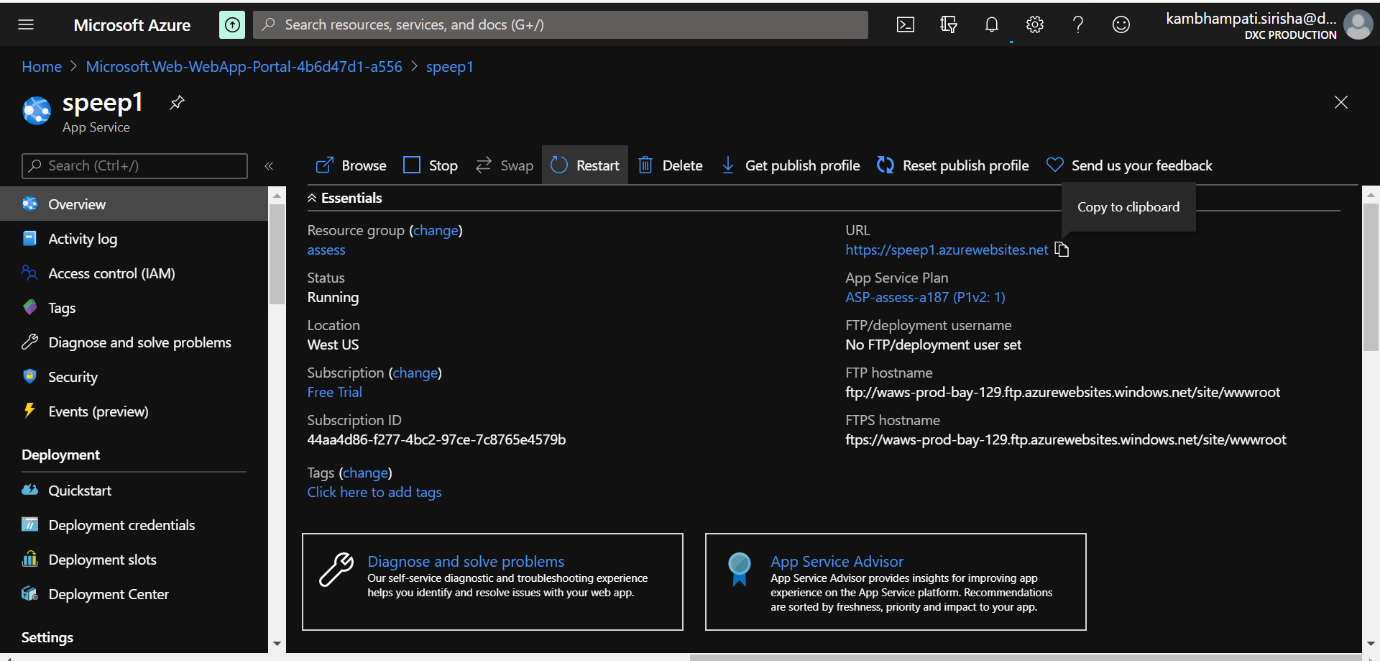 Microsoft Azure
Search resources, services, and docs (G+/)
kambhampati.sirisha@d...
DXC PRODUCTION
Home > Microsoft.Web-WebApp-Portal-4b6d47d1-a556 > speep1
speep1
App Service
Search (Ctrl+/)
«
Browse
Stop
Swap
Restart
Delete
Get publish profile
Reset publish profile
Send us your feedback
Copy to clipboard
Overview
Activity log
Access control (IAM)
Tags
Diagnose and solve problems
Security
Events (preview)
Deployment
Quickstart
Deployment credentials
Deployment slots
Deployment Center
Settings
Essentials
Resource group (change)
assess
Status
Running
Location
West US
Subscription (change)
Free Trial
Subscription ID
44aa4d86-f277-4bc2-97ce-7c8765e4579b
Tags (change)
Click here to add tags
URL
https://speep1.azurewebsites.net
App Service Plan
ASP-assess-a187 (P1v2: 1)
FTP/deployment username
No FTP/deployment user set
FTP hostname
ftp://waws-prod-bay-129.ftp.azurewebsites.windows.net/site/wwwroot
FTPS hostname
ftps://waws-prod-bay-129.ftp.azurewebsites.windows.net/site/wwwroot
Diagnose and solve problems
Our self-service diagnostic and troubleshooting experience
helps you identify and resolve issues with your web app.
App Service Advisor
App Service Advisor provides insights for improving app
experience on the App Service platform. Recommendations
are sorted by freshness, priority and impact to your app.